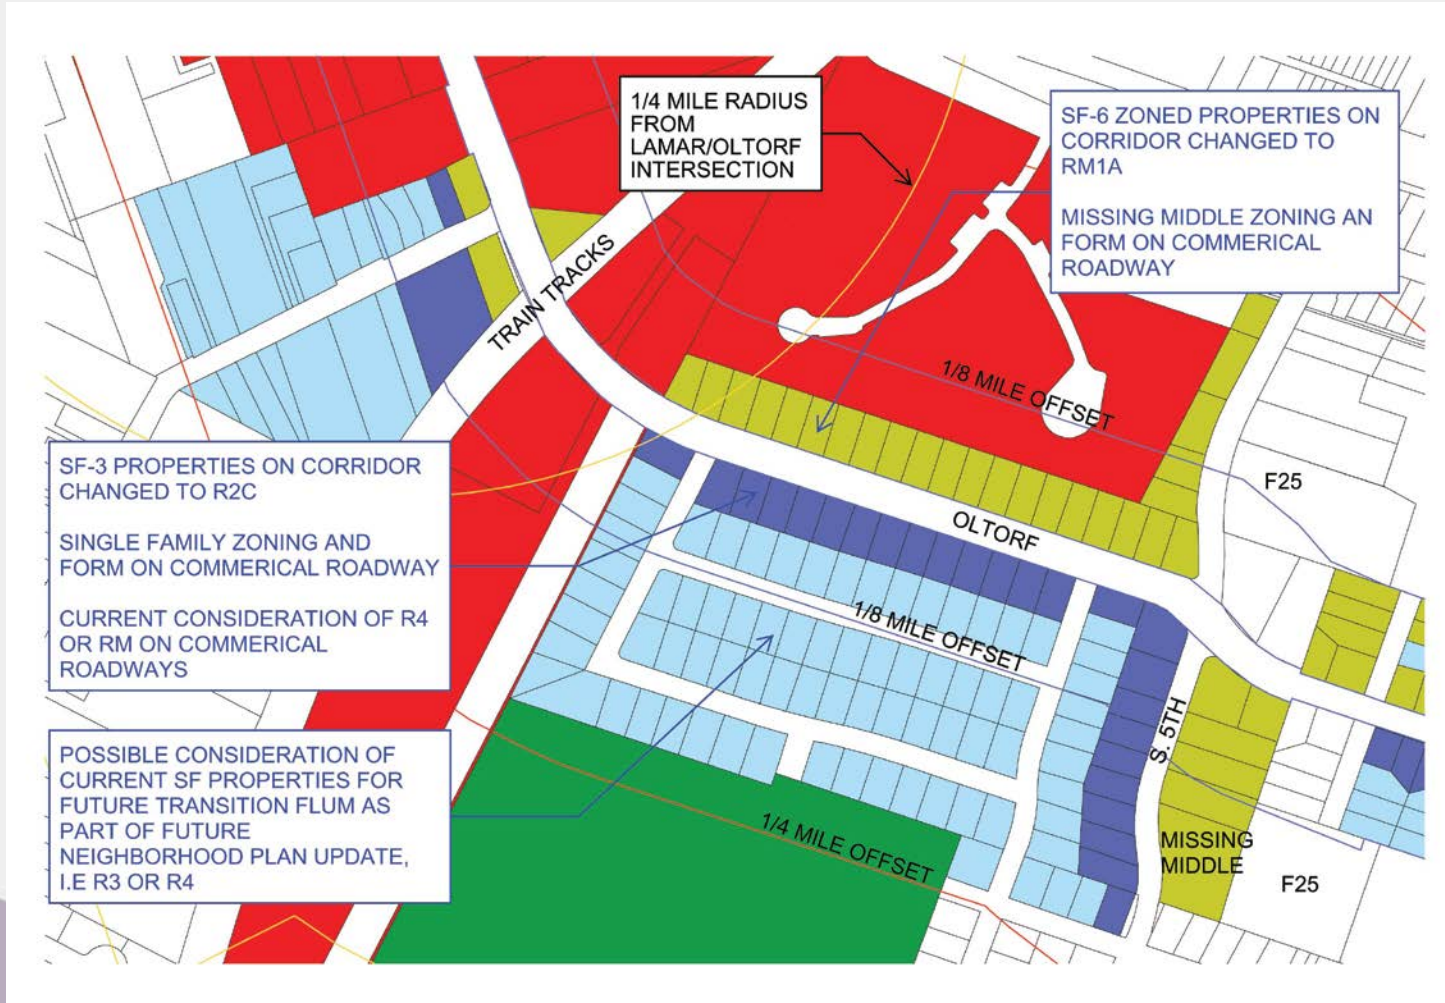 1/4 MILE RADIUS
FROM
LAMAR/OLTORF
INTERSECTION
SF-6 ZONED PROPERTIES ON
CORRIDOR CHANGED TO
RM1A
MISSING MIDDLE ZONING AN
FORM ON COMMERICAL
ROADWAY
TRAIN TRACKS
1/8 MILE OFFSET
SF-3 PROPERTIES ON CORRIDOR
CHANGED TO R2C
SINGLE FAMILY ZONING AND
FORM ON COMMERICAL ROADWAY
CURRENT CONSIDERATION OF R4
OR RM ON COMMERICAL
ROADWAYS
F25
OLTORF
1/8 MILE OFFSET
S. 5TH
POSSIBLE CONSIDERATION OF
CURRENT SF PROPERTIES FOR
FUTURE TRANSITION FLUM AS
PART OF FUTURE
NEIGHBORHOOD PLAN UPDATE,
I.E R3 OR R4
1/4 MILE OFFSET
MISSING
MIDDLE
F25